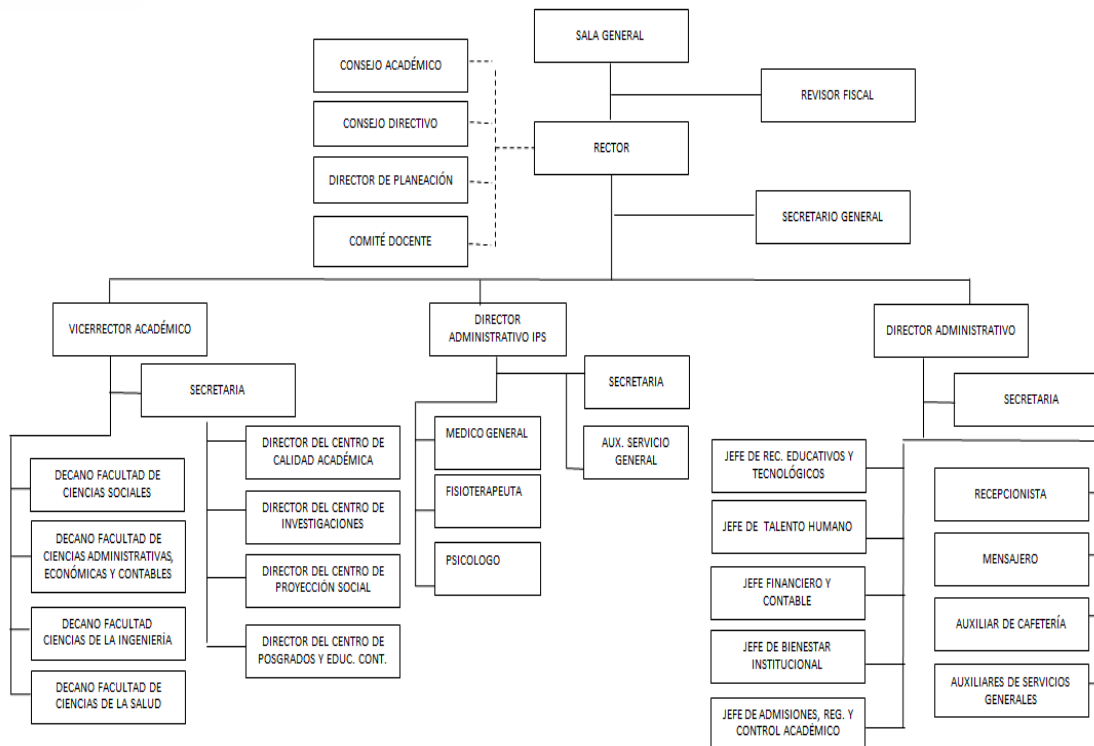 SALA GENERAL
CONSEJO ACADÉMICO
REVISOR FISCAL
CONSEJO DIRECTIVO
RECTOR
DIRECTOR DE PLANEACIÓN
SECRETARIO GENERAL
COMITÉ DOCENTE
VICERRECTOR ACADÉMICO
DIRECTOR
ADMINISTRATIVO IPS
DIRECTOR ADMINISTRATIVO
SECRETARIA
SECRETARIA
SECRETARIA
DECANO FACULTAD DE
CIENCIAS SOCIALES
DECANO FACULTAD DE
CIENCIAS ADMINISTRATIVAS,
ECONÓMICAS Y CONTABLES
DECANO FACULTAD
CIENCIAS DE LA INGENIERÍA
DECANO FACULTAD DE
CIENCIAS DE LA SALUD
DIRECTOR DEL CENTRO DE
CALIDAD ACADÉMICA
DIRECTOR DEL CENTRO DE
INVESTIGACIONES
DIRECTOR DEL CENTRO DE
PROYECCIÓN SOCIAL
DIRECTOR DEL CENTRO DE
POSGRADOS Y EDUC. CONT.
MEDICO GENERAL
FISIOTERAPEUTA
PSICOLOGO
AUX. SERVICIO
GENERAL
JEFE DE REC. EDUCATIVOS Y
TECNOLÓGICOS
JEFE DE TALENTO HUMANO
JEFE FINANCIERO Y
CONTABLE
JEFE DE BIENESTAR
INSTITUCIONAL
JEFE DE ADMISIONES, REG. Y
CONTROL ACADÉMICO
RECEPCIONISTA
MENSAJERO
AUXILIAR DE CAFETERÍA
AUXILIARES DE SERVICIOS
GENERALES